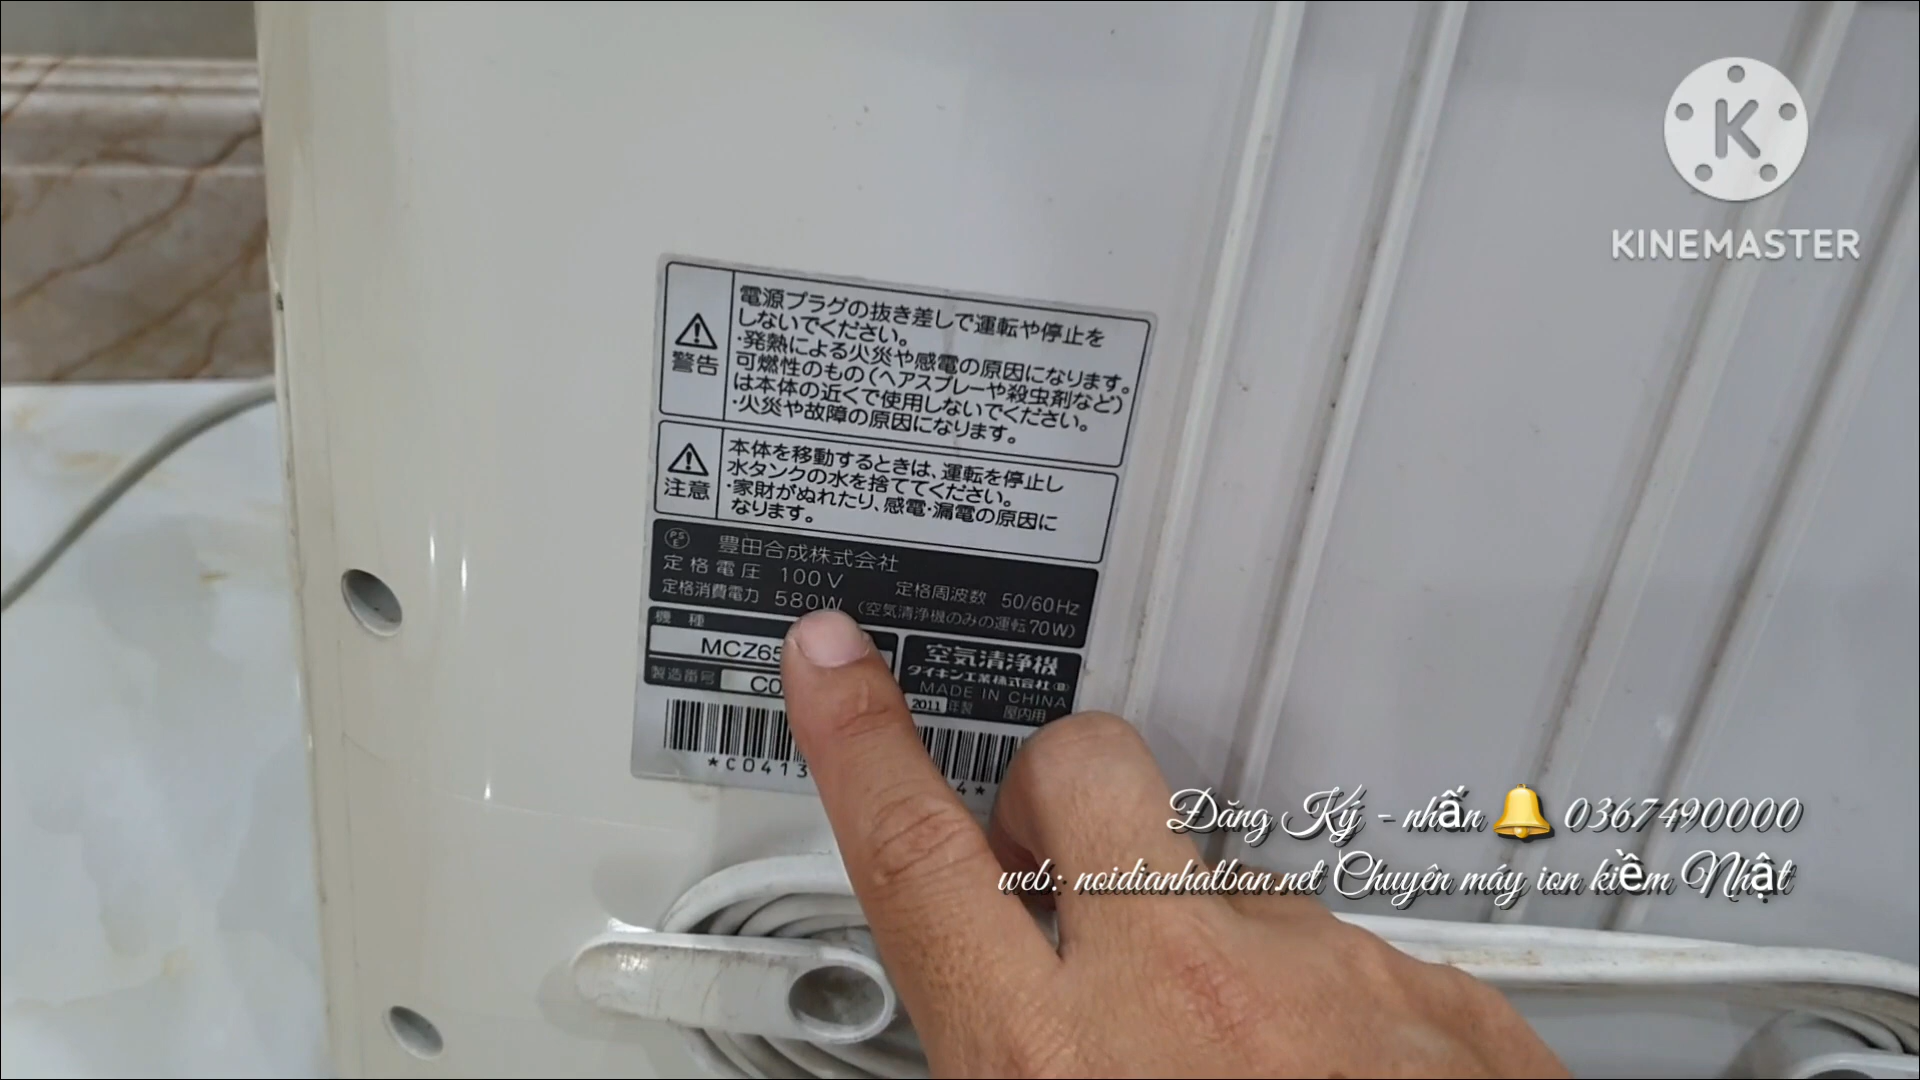 K
KINEMASTER
警告
電源プラグの抜き差しで運転や停止を
しないでください。
・発熱による火災や感電の原因になります。
可燃性のもの(ヘアスプレーや殺虫剤など)
は本体の近くで使用しないでください。
・火災や故障の原因になります。
注意
本体を移動するときは、運転を停止し
水タンクの水を捨ててください。
・家財がぬれたり、感電・漏電の原因に
なります。
PSE 豊田合成株式会社
定格電圧 100V 定格周波数 50/60Hz
定格消費電力 580W (空気清浄機のみの運転70W)
機種
MCZ65
製造番号 C0
空気清浄機
ダイキン工業株式会社 Ⓑ
MADE IN CHINA
2011 年製 屋内用
*C0413
4*
Đăng Ký - nhấn 🔔 0367490000
web: noidianhatban.net Chuyên máy ion kiềm Nhật